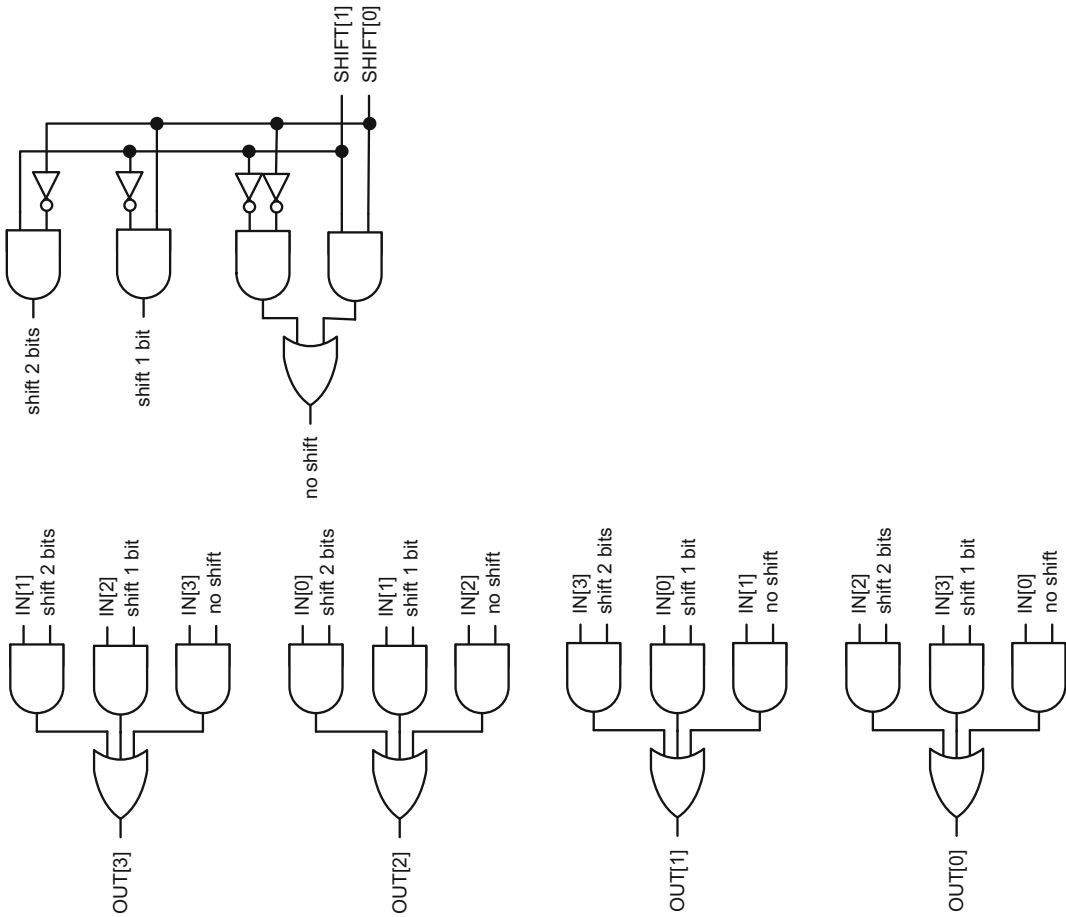 SHIFT[1]
SHIFT[0]
shift 2 bits
shift 1 bit
no shift
IN[1]
shift 2 bits
IN[2]
shift 1 bit
IN[3]
no shift
IN[0]
shift 2 bits
IN[1]
shift 1 bit
IN[2]
no shift
IN[3]
shift 2 bits
IN[0]
shift 1 bit
IN[1]
no shift
IN[2]
shift 2 bits
IN[3]
shift 1 bit
IN[0]
no shift
OUT[3]
OUT[2]
OUT[1]
OUT[0]